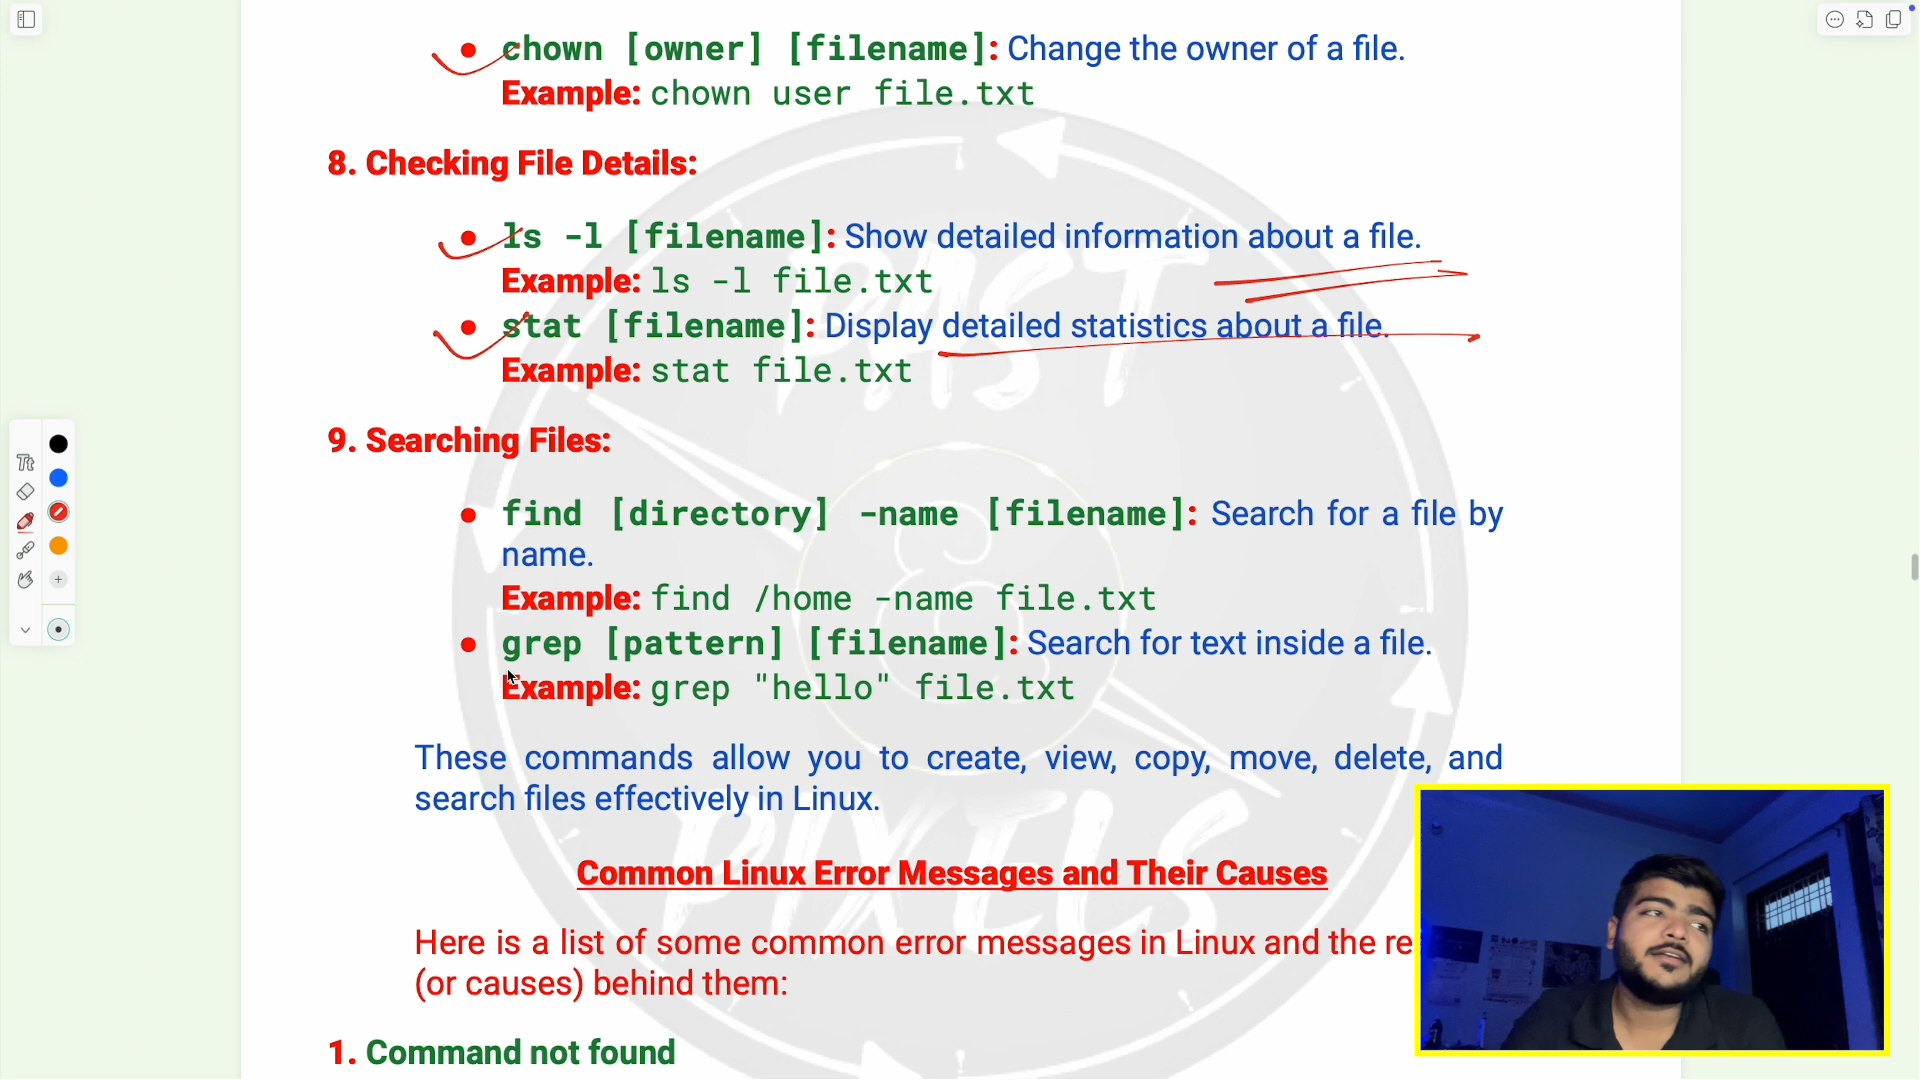 chown [owner] [filename]: Change the owner of a file.
Example: chown user file.txt
8. Checking File Details:
ls -l [filename]: Show detailed information about a file.
Example: ls -l file.txt
stat [filename]: Display detailed statistics about a file.
Example: stat file.txt
9. Searching Files:
find [directory] -name [filename]: Search for a file by
name.
Example: find /home -name file.txt
grep [pattern] [filename]: Search for text inside a file.
Example: grep "hello" file.txt
These commands allow you to create, view, copy, move, delete, and
search files effectively in Linux.
Common Linux Error Messages and Their Causes
Here is a list of some common error messages in Linux and the re
(or causes) behind them:
1. Command not found
PAST
8
PIXELS
Tt